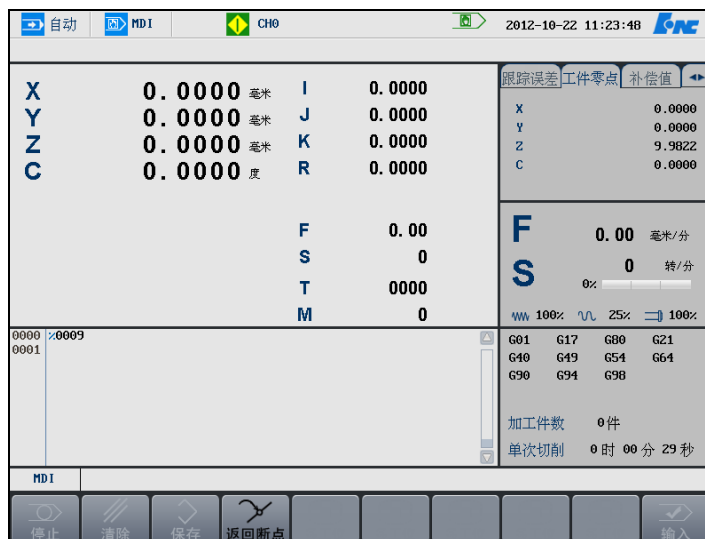 自动 MDI CH0 2012-10-22 11:23:48 HNC
跟踪误差 工件零点 补偿值
X 0.0000 毫米 I 0.0000
Y 0.0000 毫米 J 0.0000
Z 0.0000 毫米 K 0.0000
C 0.0000 度 R 0.0000
F 0.00
S 0
T 0000
M 0
X 0.0000
Y 0.0000
Z 9.9822
C 0.0000
F 0.00 毫米/分
S 0 转/分
0%
100% 25% 100%
0000 %0009
0001
G01 G17 G80 G21
G40 G49 G54 G64
G90 G94 G98
加工件数 0件
单次切削 0时 00分 29秒
MDI
停止 清除 保存 返回断点 输入